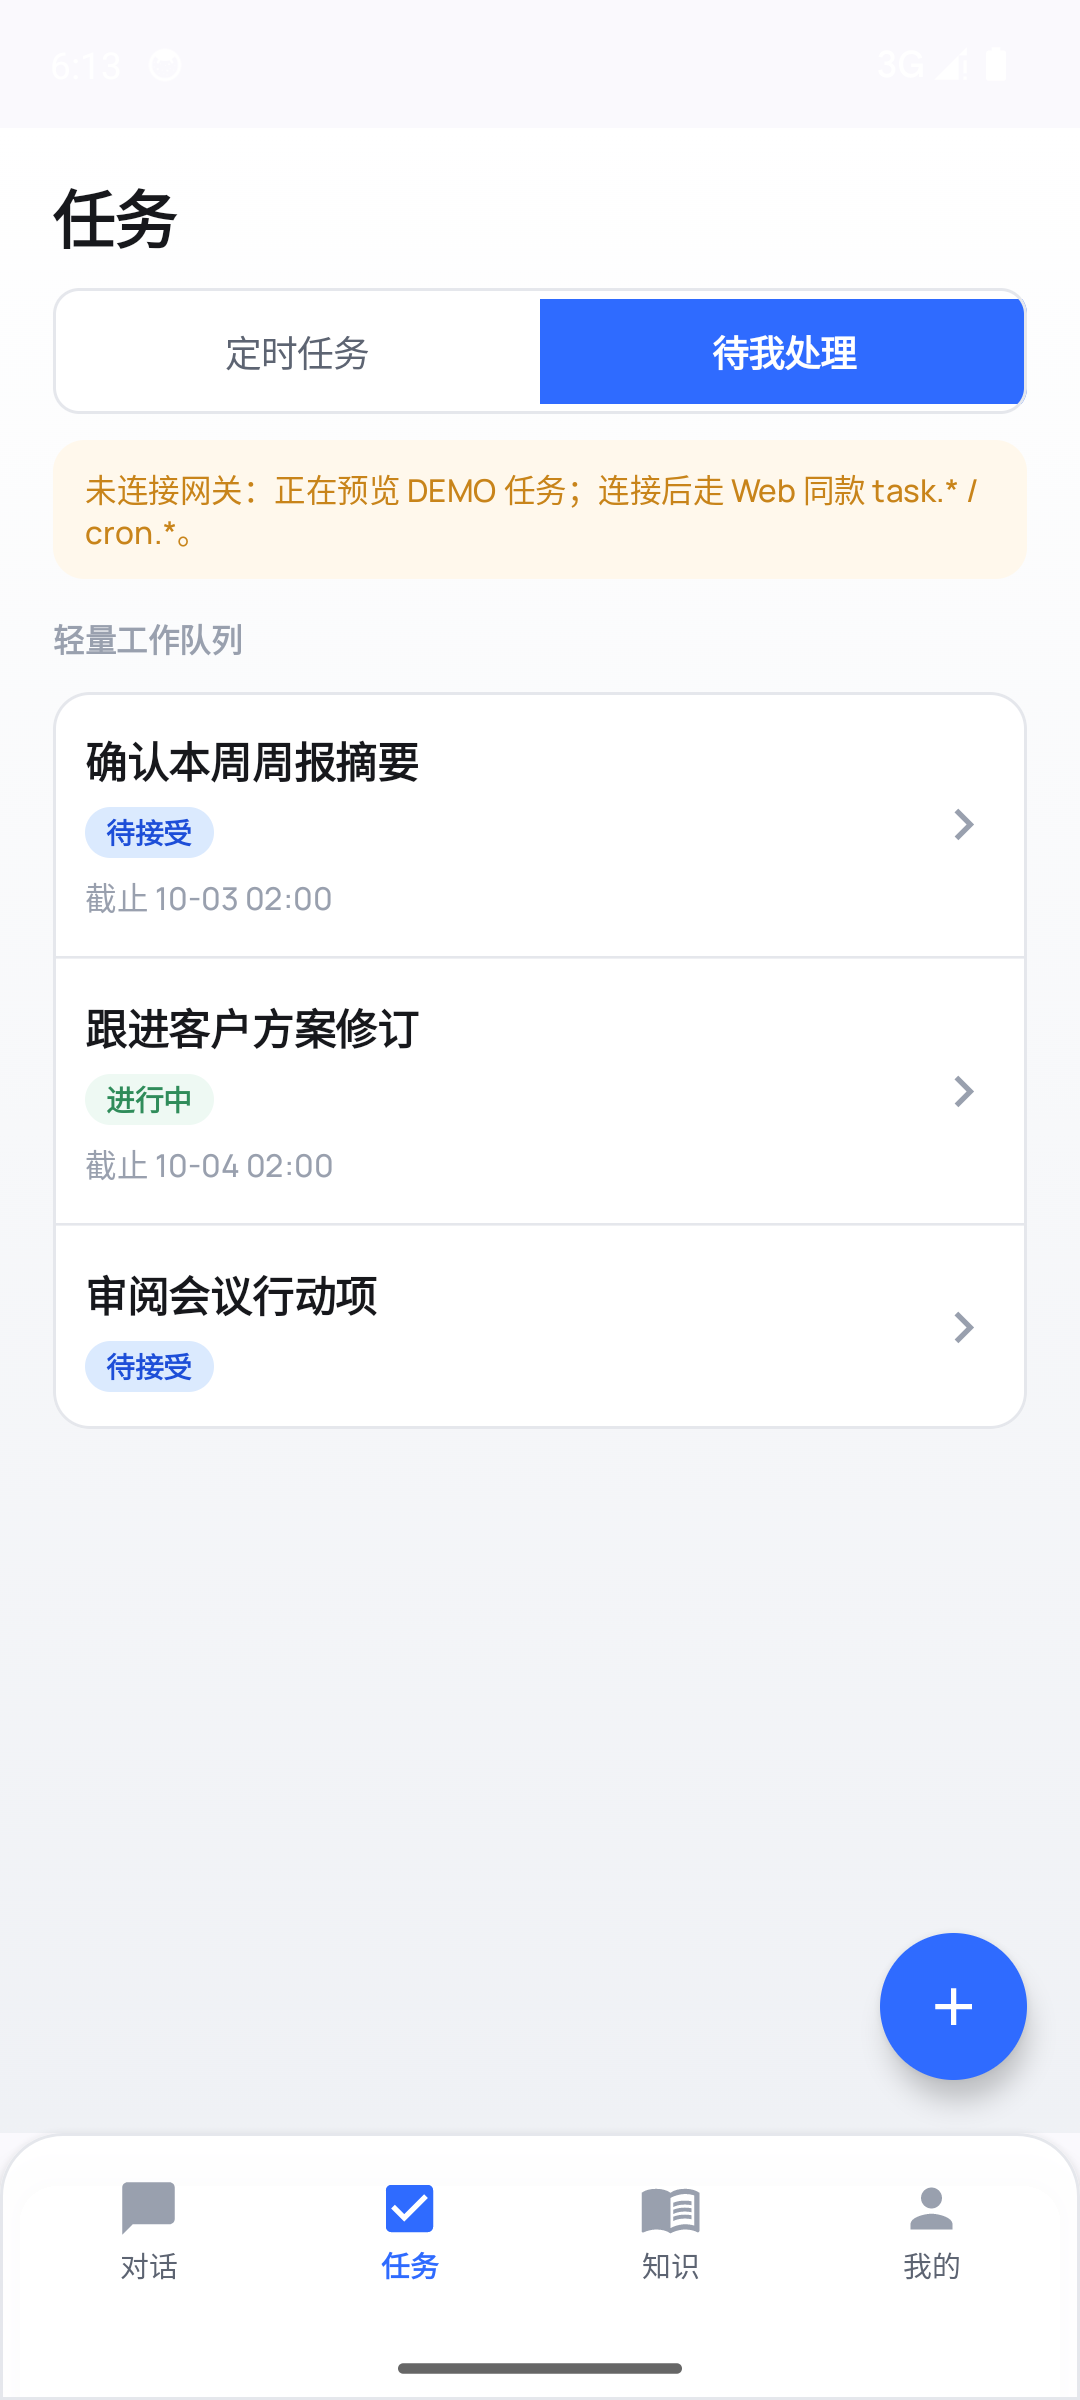 6:13
3G
任务
定时任务
待我处理
未连接网关：正在预览 DEMO 任务；连接后走 Web 同款 task.* /
cron.*。
轻量工作队列
确认本周周报摘要
待接受
截止 10-03 02:00
跟进客户方案修订
进行中
截止 10-04 02:00
审阅会议行动项
待接受
对话
任务
知识
我的